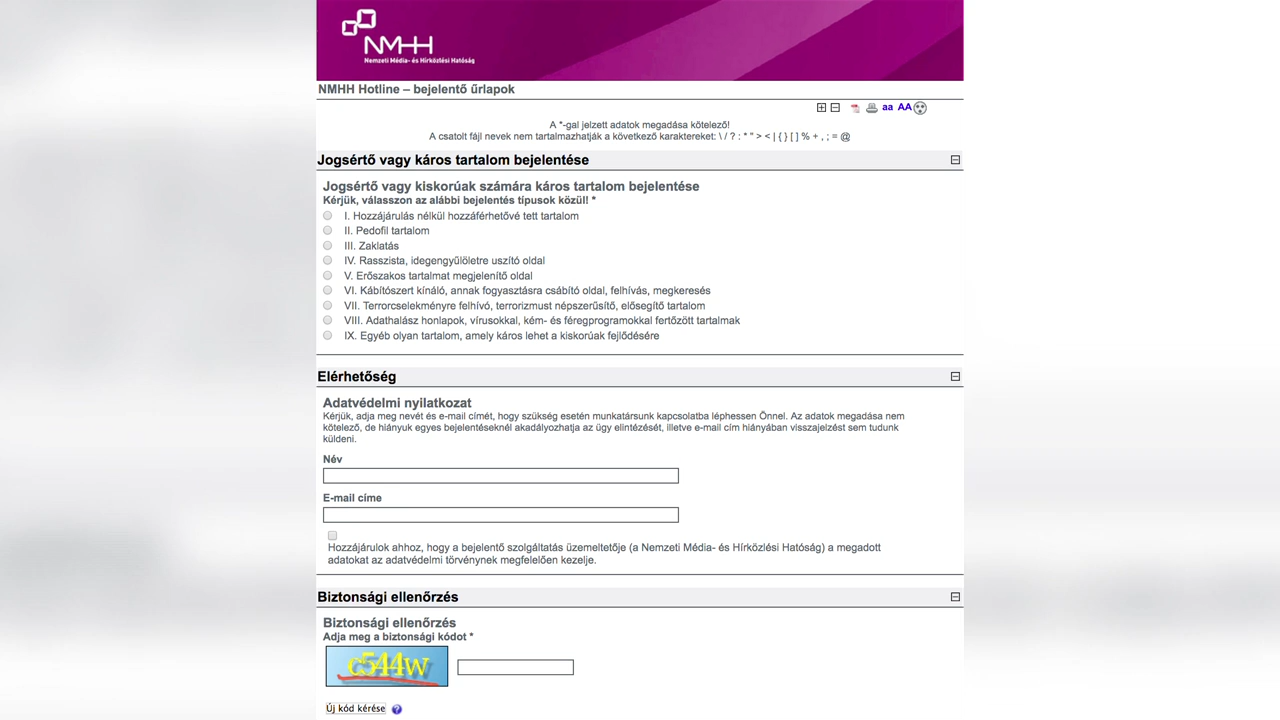 NMHH
Nemzeti Média- és Hírközlési Hatóság
NMHH Hotline – bejelentő űrlapok
aa AA
A *-gal jelzett adatok megadása kötelező!
A csatolt fájl nevek nem tartalmazhatják a következő karaktereket: \ / ? : * " > < | { } [ ] % + , ; = @
Jogsértő vagy káros tartalom bejelentése
Jogsértő vagy kiskorúak számára káros tartalom bejelentése
Kérjük, válasszon az alábbi bejelentés típusok közül! *
I. Hozzájárulás nélkül hozzáférhetővé tett tartalom
II. Pedofil tartalom
III. Zaklatás
IV. Rasszista, idegengyűlöletre uszító oldal
V. Erőszakos tartalmat megjelenítő oldal
VI. Kábítószert kínáló, annak fogyasztásra csábító oldal, felhívás, megkeresés
VII. Terrorcselekményre felhívó, terrorizmust népszerűsítő, elősegítő tartalom
VIII. Adathalász honlapok, vírusokkal, kém- és féregprogramokkal fertőzött tartalmak
IX. Egyéb olyan tartalom, amely káros lehet a kiskorúak fejlődésére
Elérhetőség
Adatvédelmi nyilatkozat
Kérjük, adja meg nevét és e-mail címét, hogy szükség esetén munkatársunk kapcsolatba léphessen Önnel. Az adatok megadása nem
kötelező, de hiányuk egyes bejelentéseknél akadályozhatja az ügy elintézését, illetve e-mail cím hiányában visszajelzést sem tudunk
küldeni.
Név
E-mail címe
Hozzájárulok ahhoz, hogy a bejelentő szolgáltatás üzemeltetője (a Nemzeti Média- és Hírközlési Hatóság) a megadott
adatokat az adatvédelmi törvénynek megfelelően kezelje.
Biztonsági ellenőrzés
Biztonsági ellenőrzés
Adja meg a biztonsági kódot *
c544w
Új kód kérése ?